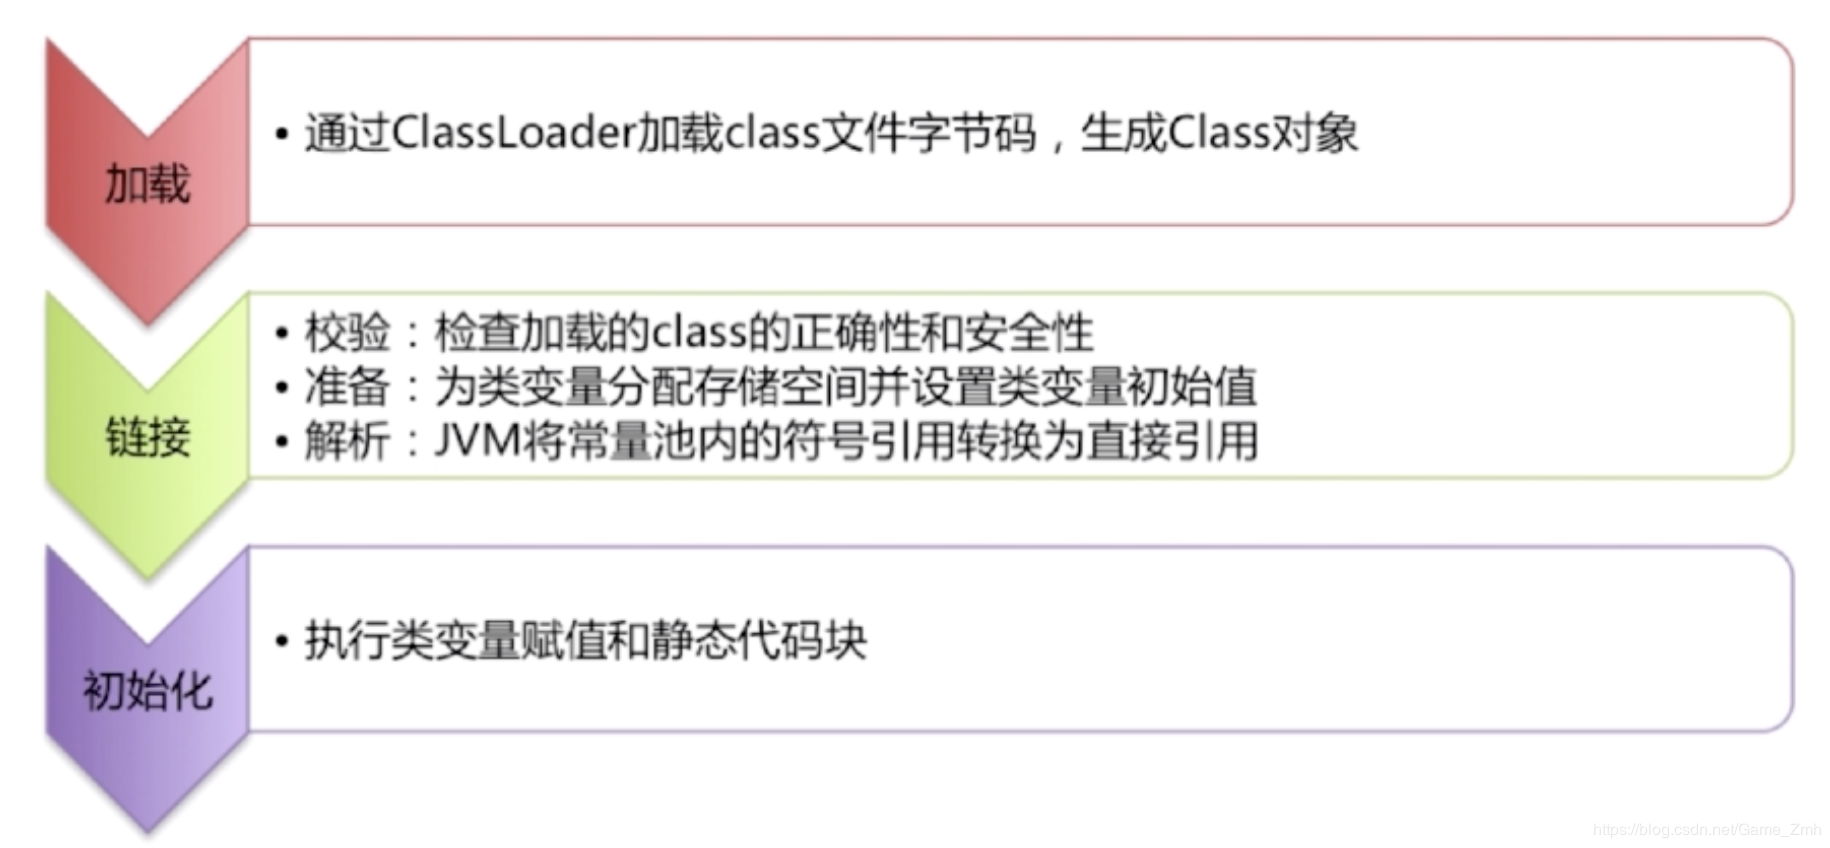 加载
• 通过ClassLoader加载class文件字节码，生成Class对象
链接
• 校验：检查加载的class的正确性和安全性
• 准备：为类变量分配存储空间并设置类变量初始值
• 解析：JVM将常量池内的符号引用转换为直接引用
初始化
• 执行类变量赋值和静态代码块
https://blog.csdn.net/Game_Zmh